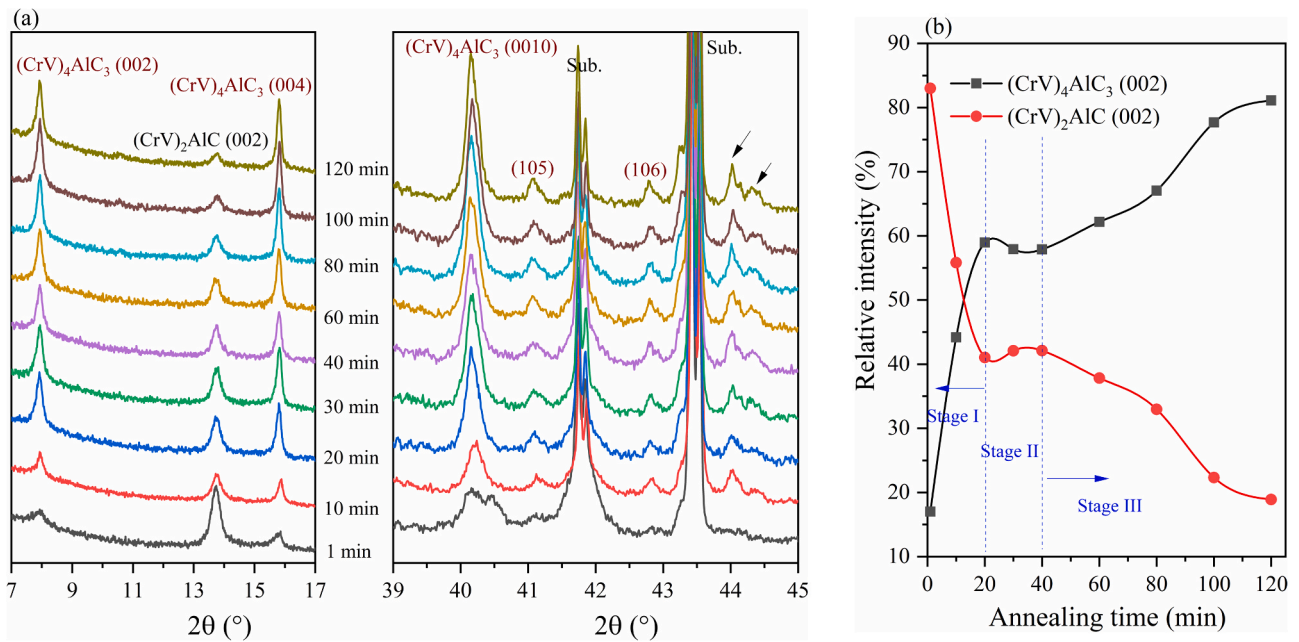 (a)
(CrV)₄AlC₃ (002)
(CrV)₄AlC₃ (004)
(CrV)₂AlC (002)
120 min
100 min
80 min
60 min
40 min
30 min
20 min
10 min
1 min
7 9 11 13 15 17
2θ (°)
(CrV)₄AlC₃ (0010)
Sub.
Sub.
(105)
(106)
39 40 41 42 43 44 45
2θ (°)
(b)
(CrV)₄AlC₃ (002)
(CrV)₂AlC (002)
Relative intensity (%)
90
80
70
60
50
40
30
20
10
Stage I
Stage II
Stage III
0 20 40 60 80 100 120
Annealing time (min)